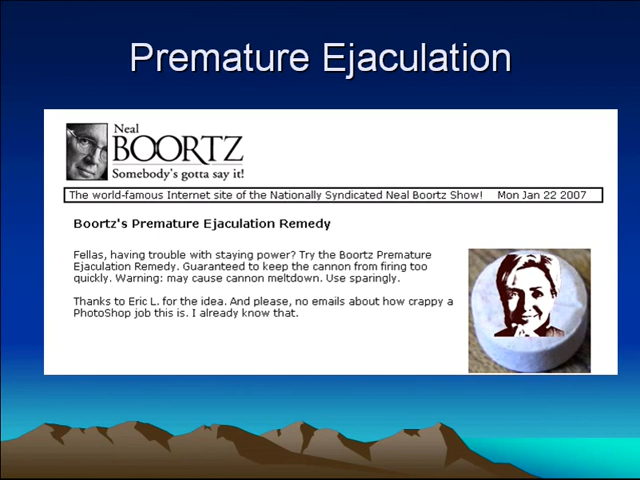 Premature Ejaculation
Neal
BOORTZ
Somebody's gotta say it!
The world-famous Internet site of the Nationally Syndicated Neal Boortz Show! Mon Jan 22 2007
Boortz's Premature Ejaculation Remedy
Fellas, having trouble with staying power? Try the Boortz Premature
Ejaculation Remedy. Guaranteed to keep the cannon from firing too
quickly. Warning: may cause cannon meltdown. Use sparingly.
Thanks to Eric L. for the idea. And please, no emails about how crappy a
PhotoShop job this is. I already know that.